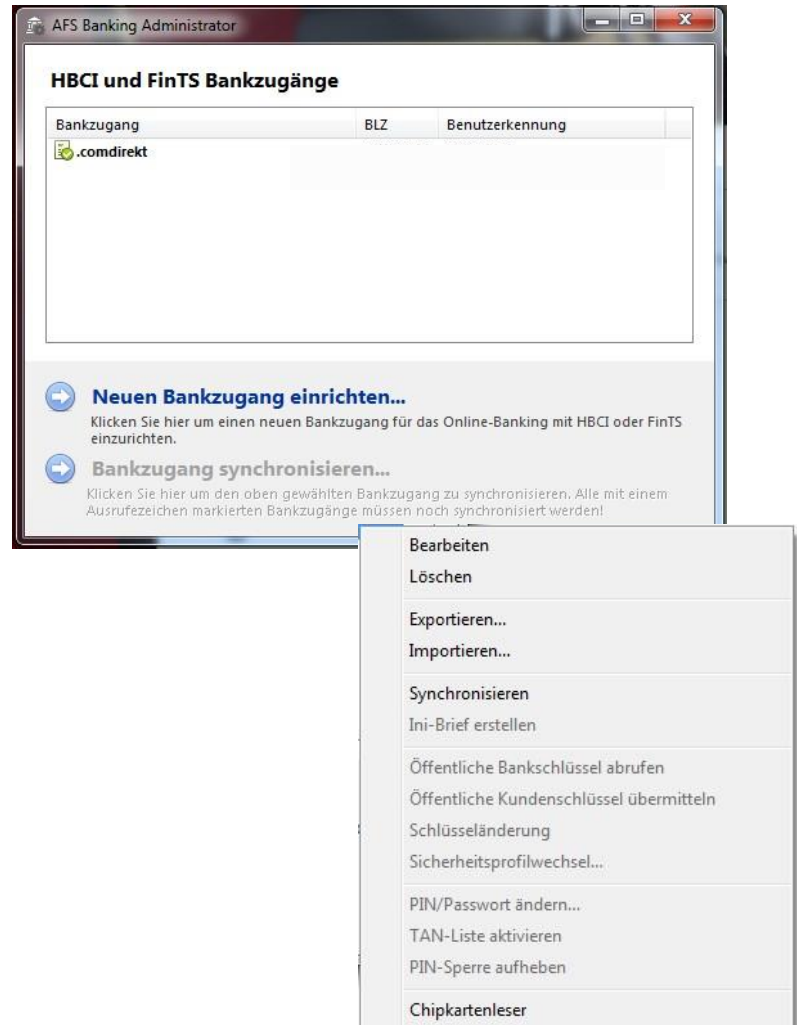 AFS Banking Administrator
HBCI und FinTS Bankzugänge
Bankzugang BLZ Benutzerkennung
.comdirekt
Neuen Bankzugang einrichten...
Klicken Sie hier um einen neuen Bankzugang für das Online-Banking mit HBCI oder FinTS
einzurichten.
Bankzugang synchronisieren...
Klicken Sie hier um den oben gewählten Bankzugang zu synchronisieren. Alle mit einem
Ausrufezeichen markierten Bankzugänge müssen noch synchronisiert werden!
Bearbeiten
Löschen
Exportieren...
Importieren...
Synchronisieren
Ini-Brief erstellen
Öffentliche Bankschlüssel abrufen
Öffentliche Kundenschlüssel übermitteln
Schlüsseländerung
Sicherheitsprofilwechsel...
PIN/Passwort ändern...
TAN-Liste aktivieren
PIN-Sperre aufheben
Chipkartenleser